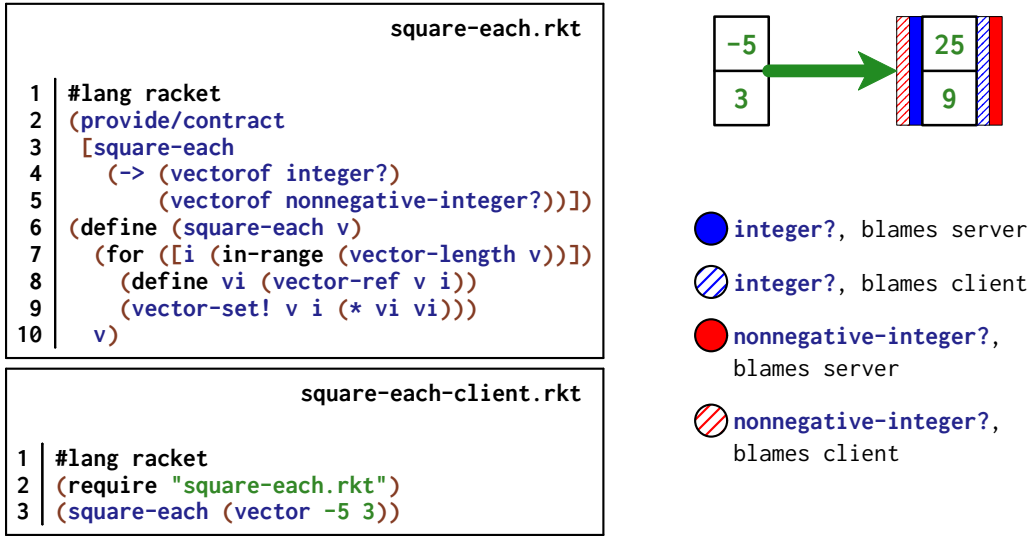 square-each.rkt
1 #lang racket
2 (provide/contract
3 [square-each
4 (-> (vectorof integer?)
5 (vectorof nonnegative-integer?))])
6 (define (square-each v)
7 (for ([i (in-range (vector-length v))])
8 (define vi (vector-ref v i))
9 (vector-set! v i (* vi vi)))
10 v)
square-each-client.rkt
1 #lang racket
2 (require "square-each.rkt")
3 (square-each (vector -5 3))
-5
3
25
9
integer?, blames server
integer?, blames client
nonnegative-integer?,
blames server
nonnegative-integer?,
blames client